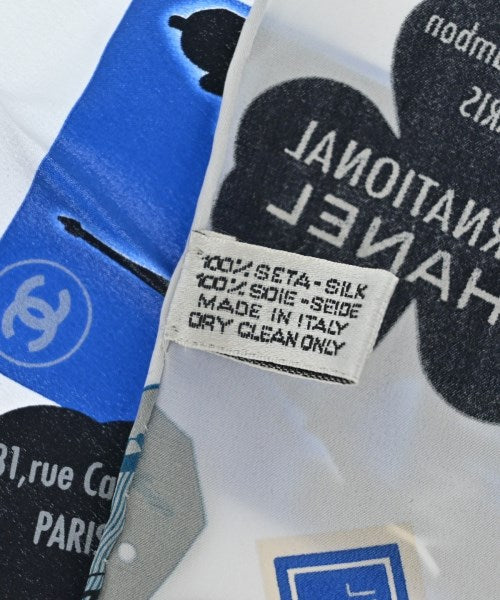 ambon
RIS
RNATIONAL
HANEL
100% SETA-SILK
100% SOIE-SEIDE
MADE IN ITALY
DRY CLEAN ONLY
31,rue Ca
PARIS